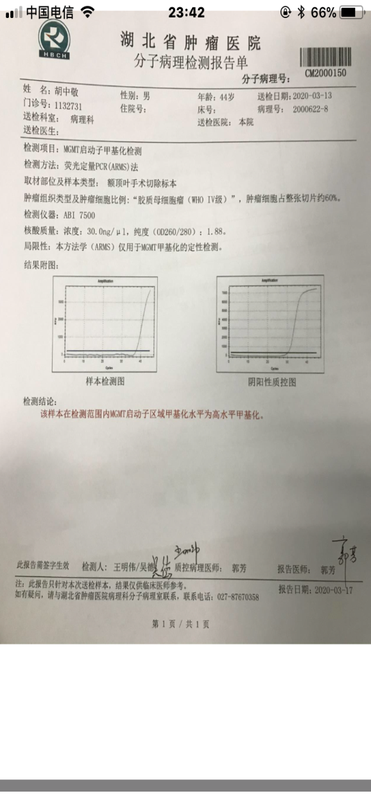 中国电信
23:42
66%
HBCH
湖北省肿瘤医院
分子病理检测报告单
分子病理号:
CM2000150
姓 名: 胡中敬 性别: 男 年龄: 44岁 送检日期: 2020-03-13
门诊号: 1132731 住院号: 床号: 病理号: 2000622-8
送检科室: 病理科 送检医院: 本院
送检医生:
检测项目: MGMT启动子甲基化检测
检测方法: 荧光定量PCR(ARMS)法
取材部位及样本类型: 额顶叶手术切除标本
肿瘤组织类型及肿瘤细胞比例:“胶质母细胞瘤(WHO IV级)”, 肿瘤细胞占整张切片约60%。
检测仪器: ABI 7500
核酸质量: 浓度: 30.0ng/μl, 纯度(OD260/280): 1.88。
局限性: 本方法学(ARMS)仅用于MGMT甲基化的定性检测。
结果附图:
样本检测图 阴阳性质控图
检测结论:
该样本在检测范围内MGMT启动子区域甲基化水平为高水平甲基化。
此报告需签字生效 检测人: 王明伟/吴德 质控病理医师: 郭芳 报告医师: 郭芳
注: 此报告只针对本次送检样本, 结果仅供临床医师参考。 报告日期: 2020-03-17
如有疑问, 请与湖北省肿瘤医院病理科分子病理室联系, 联系电话: 027-87670358
第 1 页 / 共 1 页